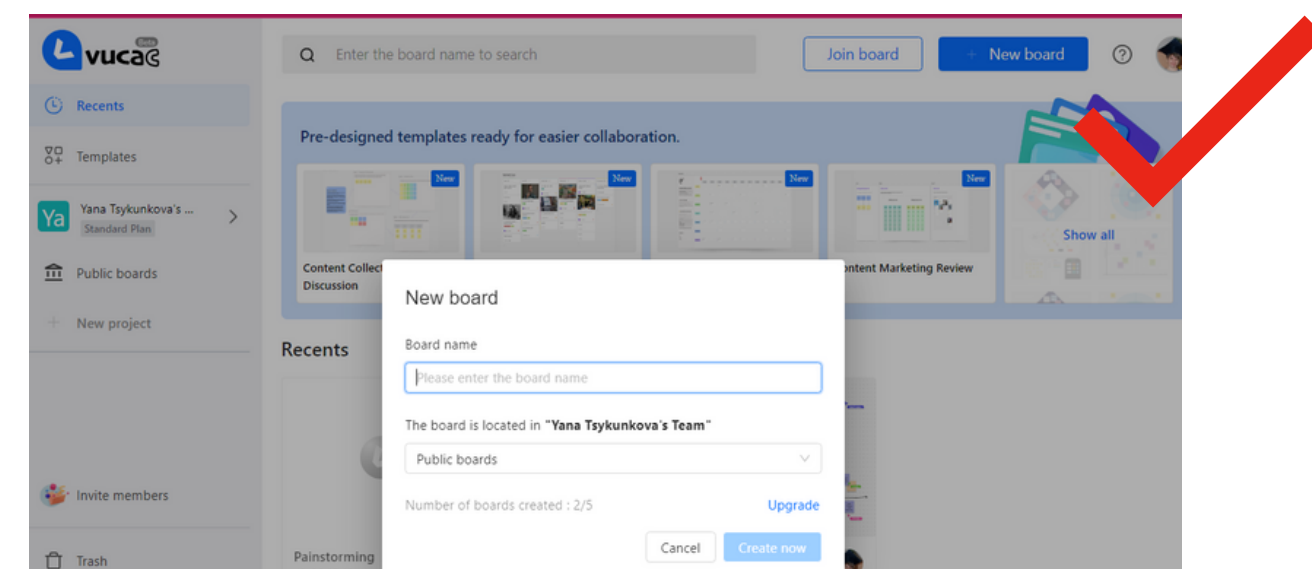 vuca
Beta
Enter the board name to search
Join board
+ New board
Recents
Templates
Ya
Yana Tsykunkova's ...
Standard Plan
Public boards
+ New project
Invite members
Trash
Pre-designed templates ready for easier collaboration.
New
New
New
New
Content Collect
Discussion
ontent Marketing Review
Show all
Recents
Painstorming
New board
Board name
Please enter the board name
The board is located in "Yana Tsykunkova's Team"
Public boards
Number of boards created : 2/5
Upgrade
Cancel
Create now